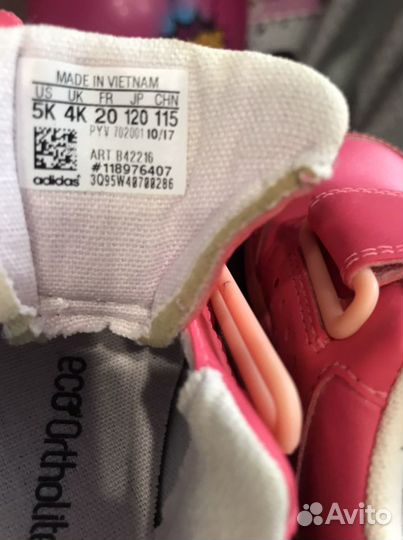 MADE IN VIETNAM
US UK FR JP CHN
5K 4K 20 120 115
PYV 702001 10/17
ART B42216
#118976407
adidas 3Q95W40700286
eco Ortholite
Avito